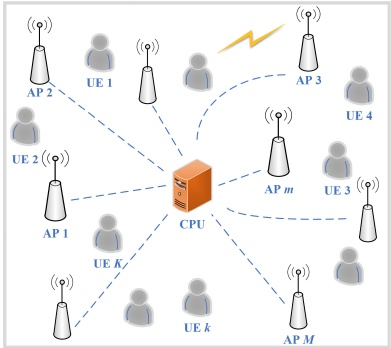 UE 1
AP 2
AP 3
UE 4
UE 2
AP m
UE 3
AP 1
CPU
UE K
UE k
AP M